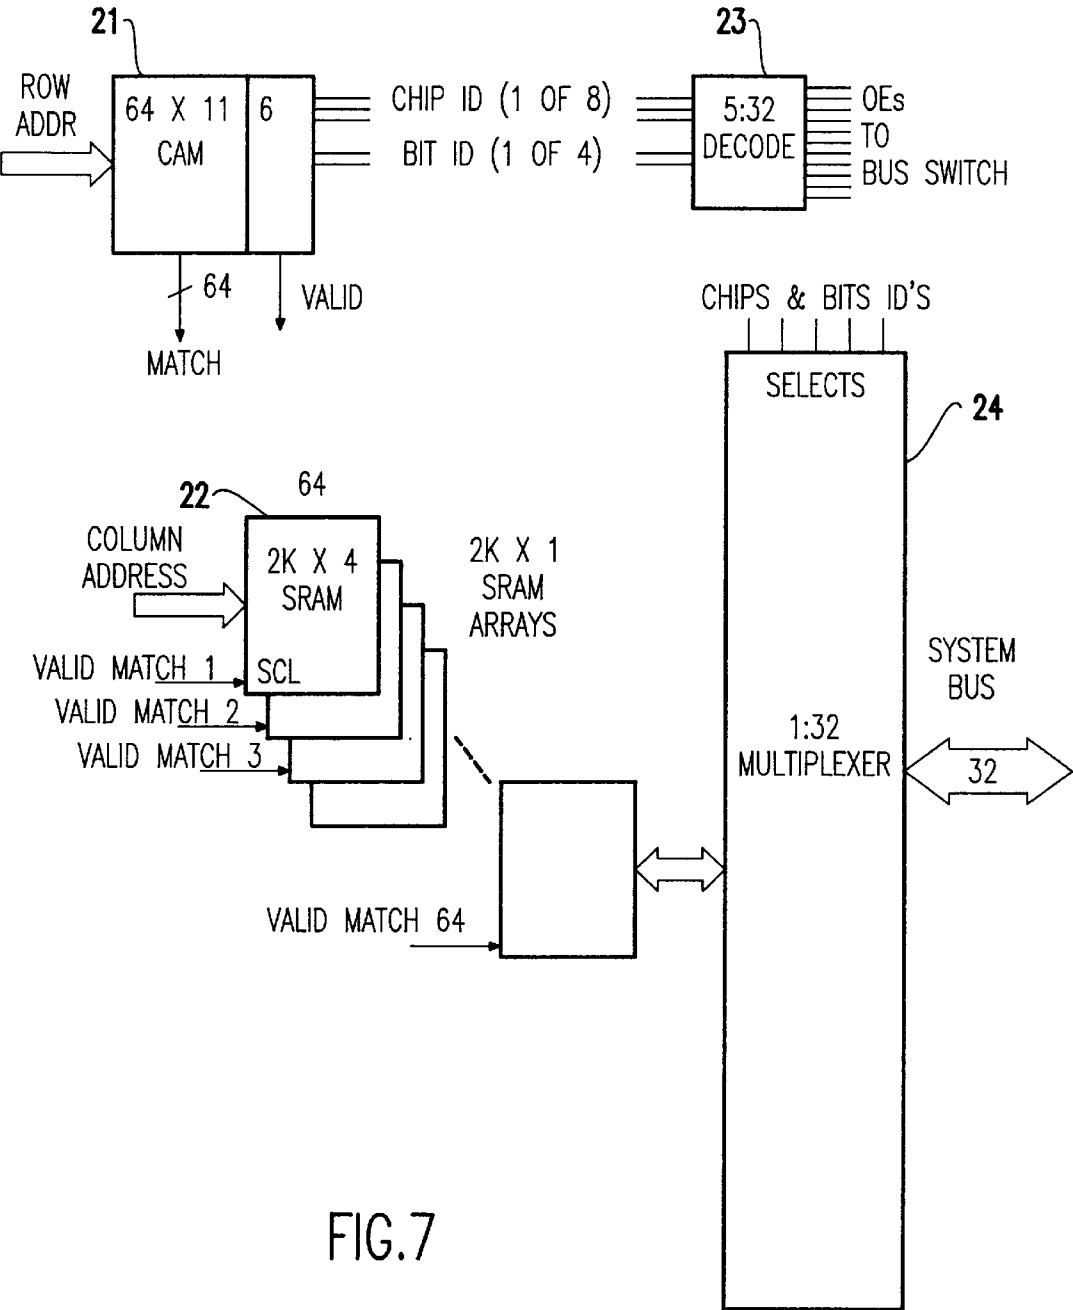 21
23
ROW
ADDR
64 X 11
CAM
6
CHIP ID (1 OF 8)
BIT ID (1 OF 4)
5:32
DECODE
OEs
TO
BUS SWITCH
64
VALID
MATCH
CHIPS & BITS ID'S
SELECTS
24
22
64
COLUMN
ADDRESS
2K X 4
SRAM
2K X 1
SRAM
ARRAYS
VALID MATCH 1
SCL
VALID MATCH 2
VALID MATCH 3
SYSTEM
BUS
1:32
MULTIPLEXER
32
VALID MATCH 64
FIG.7